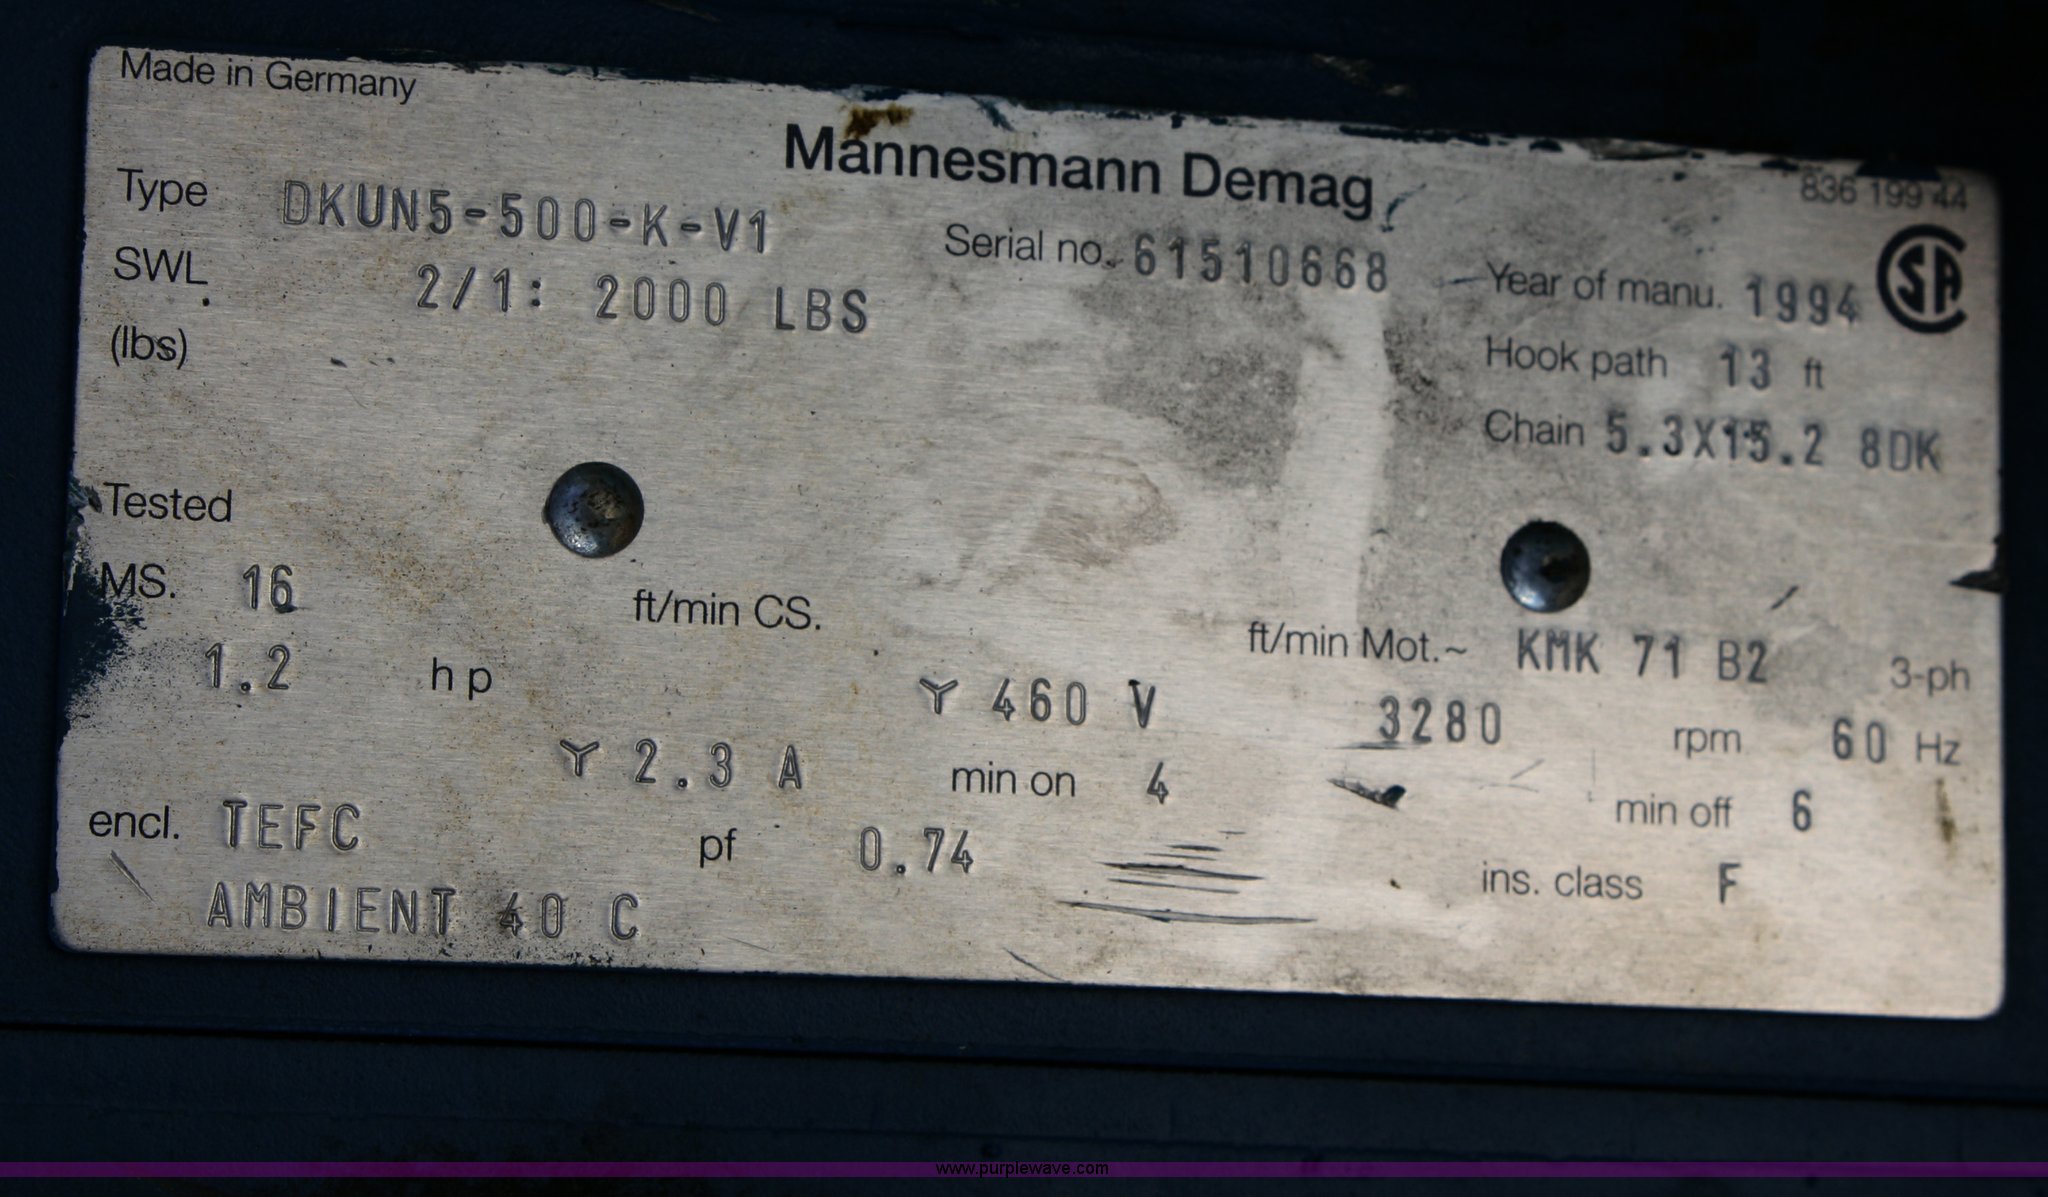 Made in Germany
Mannesmann Demag
836 199 44
Type DKUN5-500-K-V1
Serial no. 61510668
Year of manu. 1994
CSA
SWL 2/1: 2000 LBS
(lbs)
Hook path 13 ft
Chain 5.3X15.2 8DK
Tested
MS. 16 ft/min CS. ft/min Mot.~ KMK 71 B2 3-ph
1.2 hp Y 460 V 3280 rpm 60 Hz
Y 2.3 A min on 4 min off 6
encl. TEFC pf 0.74 ins. class F
AMBIENT 40 C
www.purplewave.com